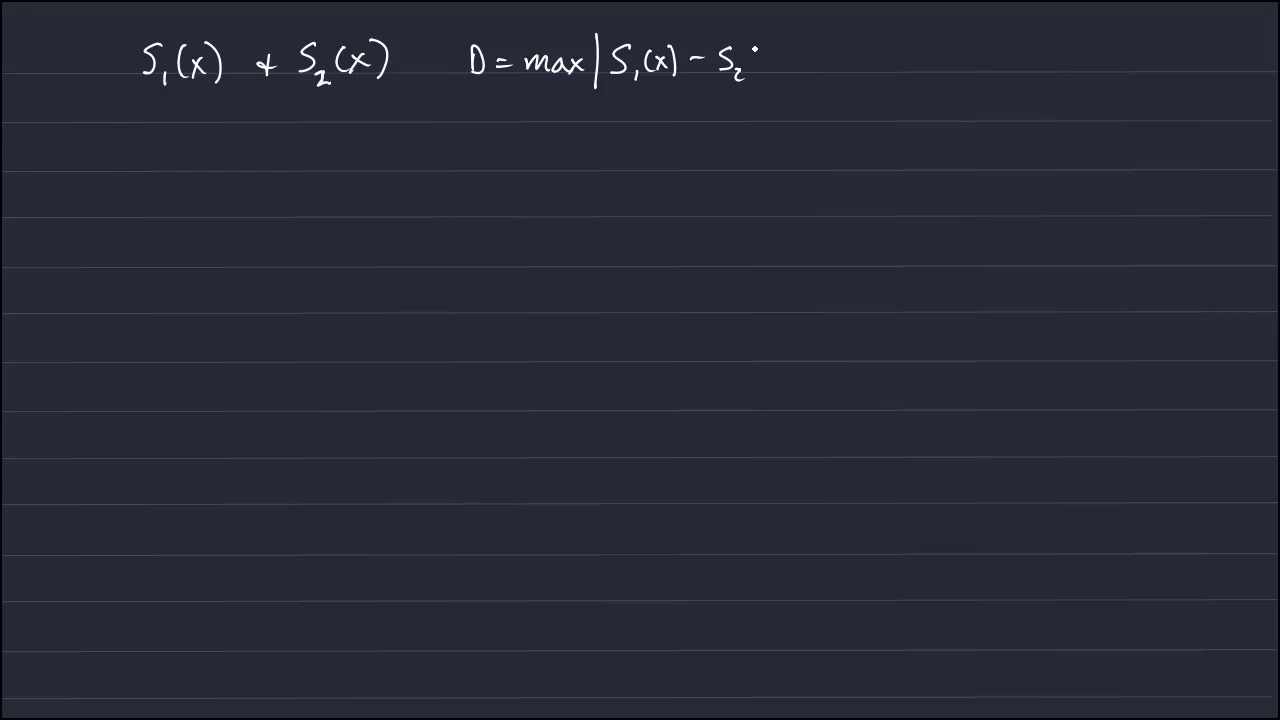 S₁(x) & S₂(x) D = max | S₁(x) - S₂